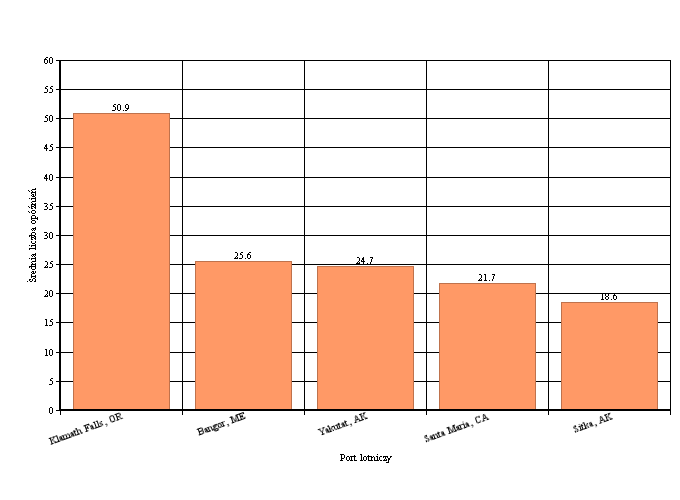 60
55
50
45
40
35
30
25
20
15
10
5
0
Średnia liczba opóźnień
50.9
25.6
24.7
21.7
18.6
Klamath Falls, OR
Bangor, ME
Yakutat, AK
Santa Maria, CA
Sitka, AK
Port lotniczy